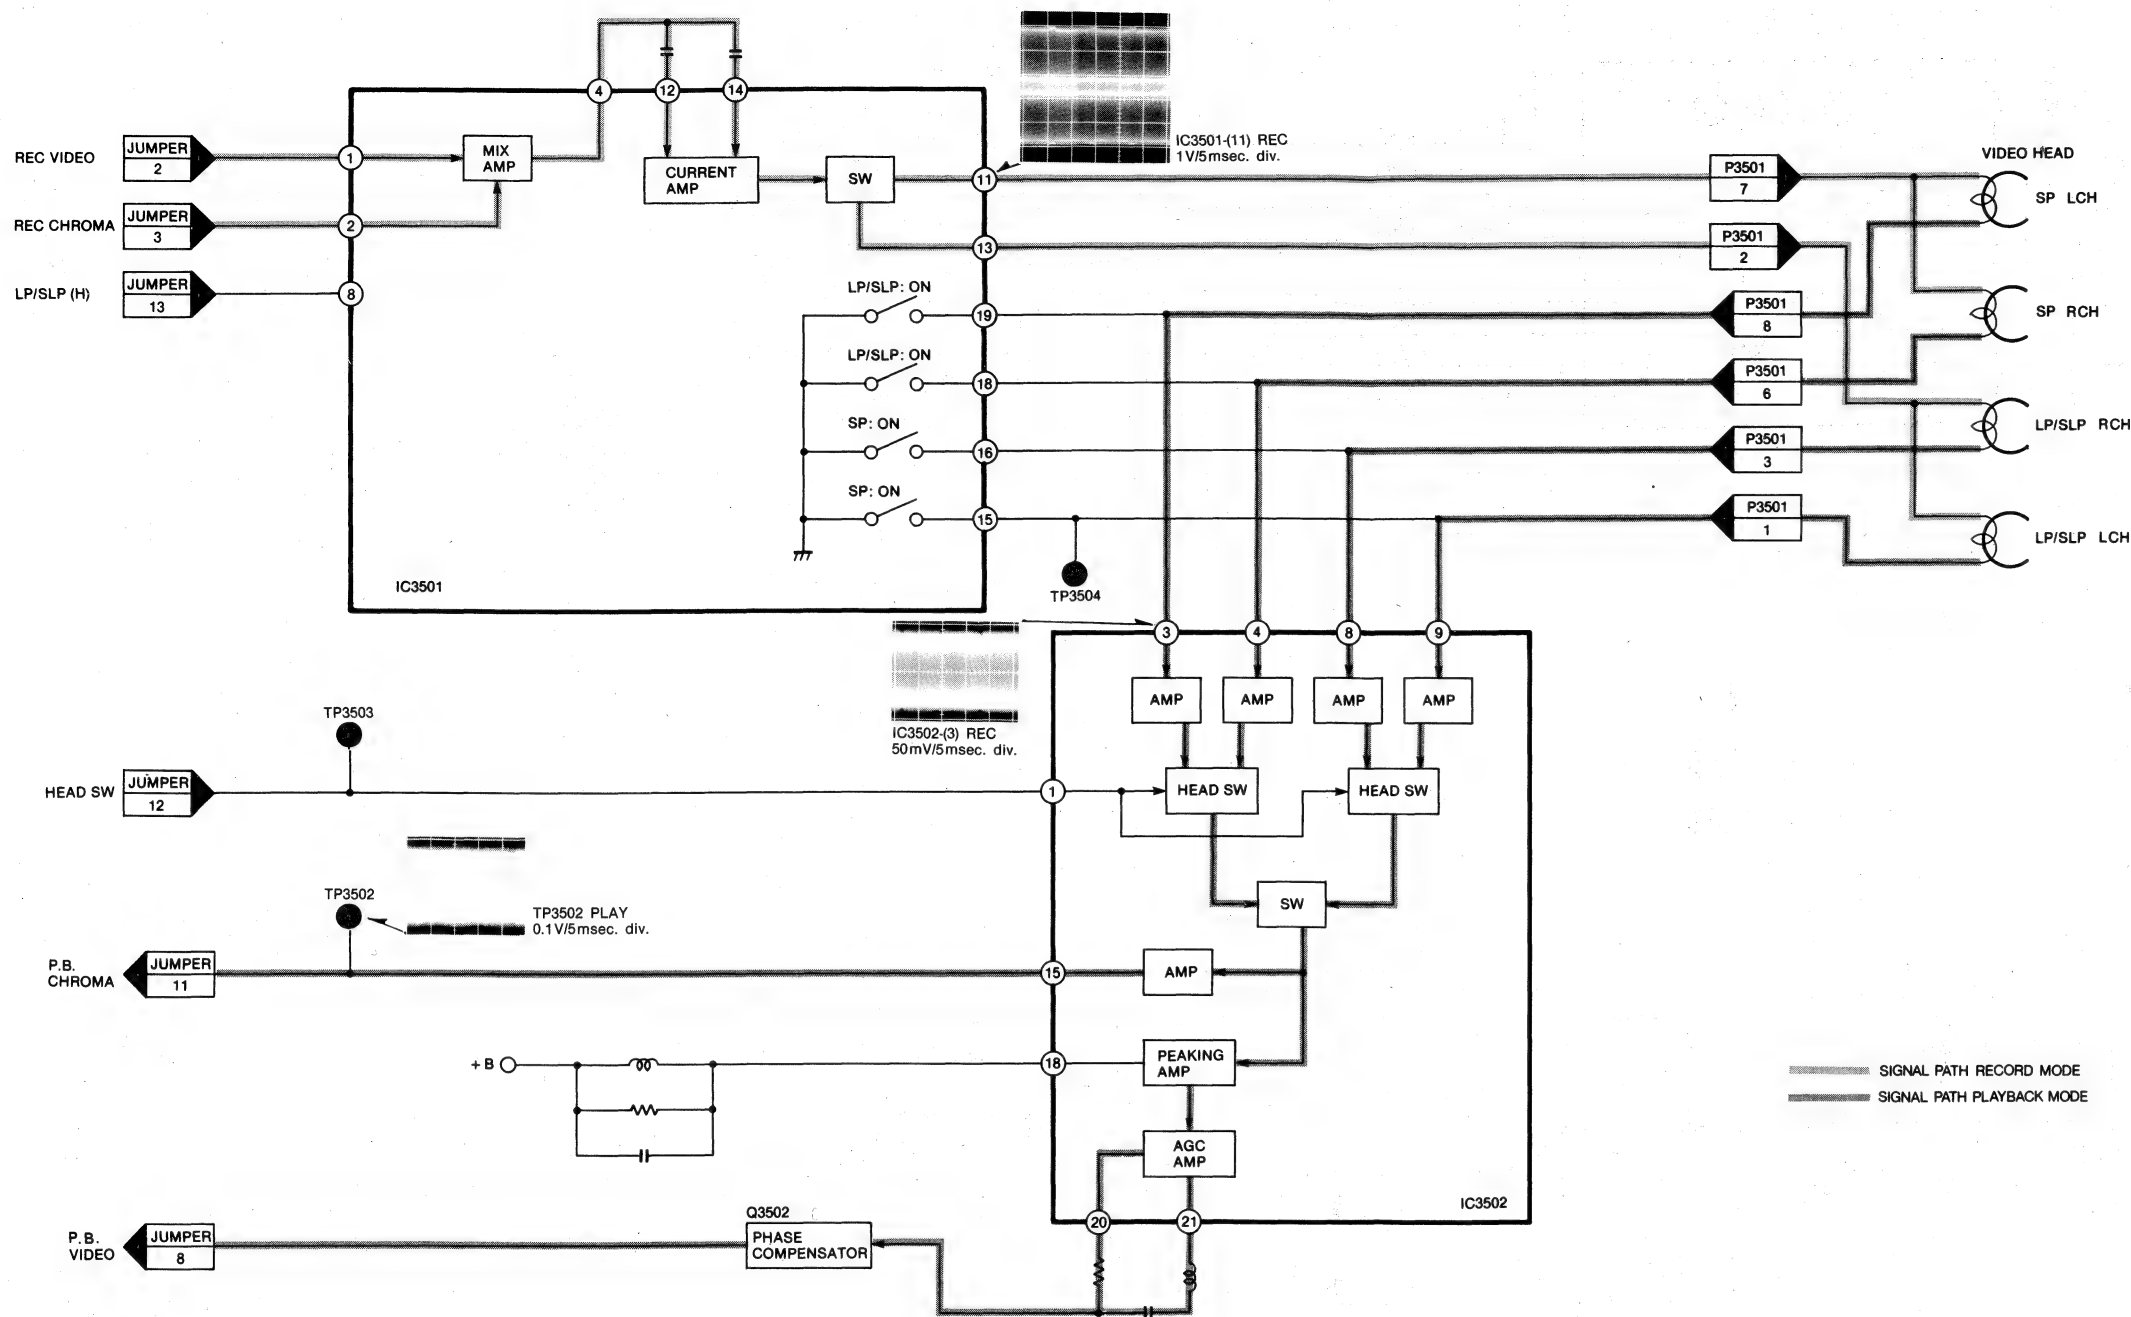 4
12
14
JUMPER
2
REC VIDEO
1
MIX
AMP
CURRENT
AMP
SW
11
IC3501-(11) REC
1V/5msec. div.
P3501
7
VIDEO HEAD
SP LCH
JUMPER
3
REC CHROMA
2
13
P3501
2
JUMPER
13
LP/SLP (H)
8
LP/SLP: ON
19
P3501
8
SP RCH
LP/SLP: ON
18
P3501
6
SP: ON
16
P3501
3
LP/SLP RCH
SP: ON
15
P3501
1
LP/SLP LCH
IC3501
TP3504
3
4
8
9
AMP
AMP
AMP
AMP
IC3502-(3) REC
50mV/5msec. div.
TP3503
HEAD SW
JUMPER
12
1
HEAD SW
HEAD SW
TP3502
TP3502 PLAY
0.1V/5msec. div.
SW
P.B.
CHROMA
JUMPER
11
15
AMP
+B
18
PEAKING
AMP
SIGNAL PATH RECORD MODE
SIGNAL PATH PLAYBACK MODE
AGC
AMP
IC3502
20
21
P.B.
VIDEO
JUMPER
8
Q3502
PHASE
COMPENSATOR